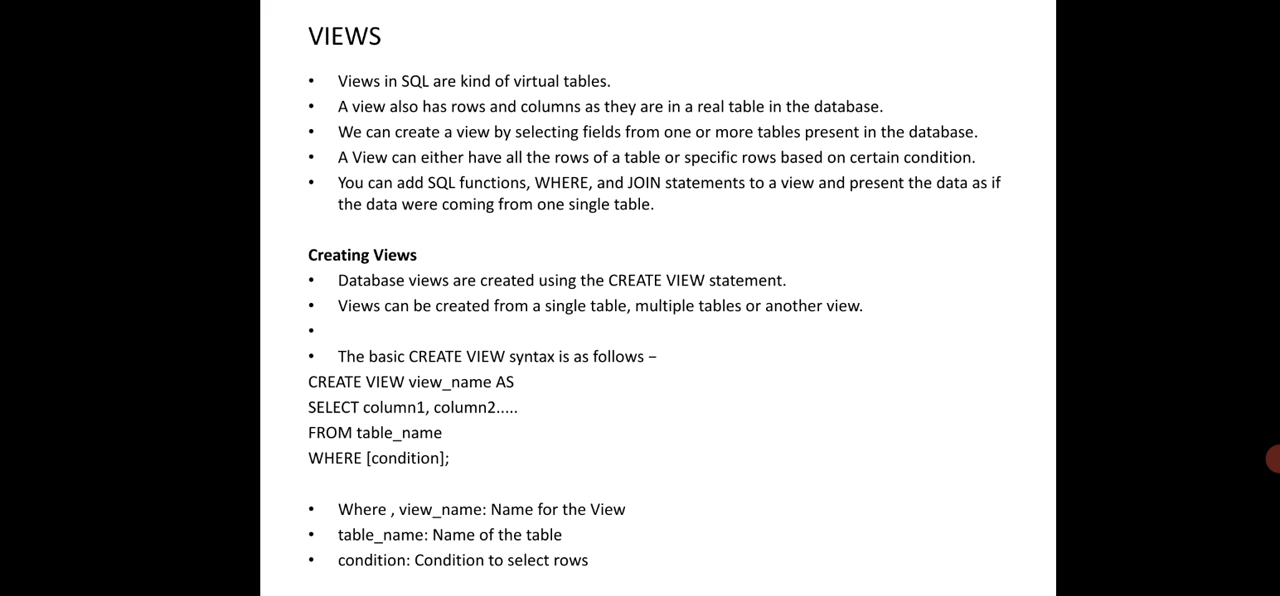 VIEWS
• Views in SQL are kind of virtual tables.
• A view also has rows and columns as they are in a real table in the database.
• We can create a view by selecting fields from one or more tables present in the database.
• A View can either have all the rows of a table or specific rows based on certain condition.
• You can add SQL functions, WHERE, and JOIN statements to a view and present the data as if
the data were coming from one single table.
Creating Views
• Database views are created using the CREATE VIEW statement.
• Views can be created from a single table, multiple tables or another view.
•
• The basic CREATE VIEW syntax is as follows −
CREATE VIEW view_name AS
SELECT column1, column2.....
FROM table_name
WHERE [condition];
• Where , view_name: Name for the View
• table_name: Name of the table
• condition: Condition to select rows